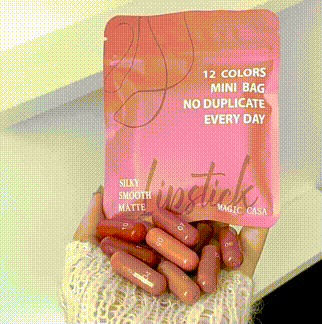 12 COLORS
MINI BAG
NO DUPLICATE
EVERY DAY
SILKY
SMOOTH
MATTE
Lipstick
MAGIC CASA